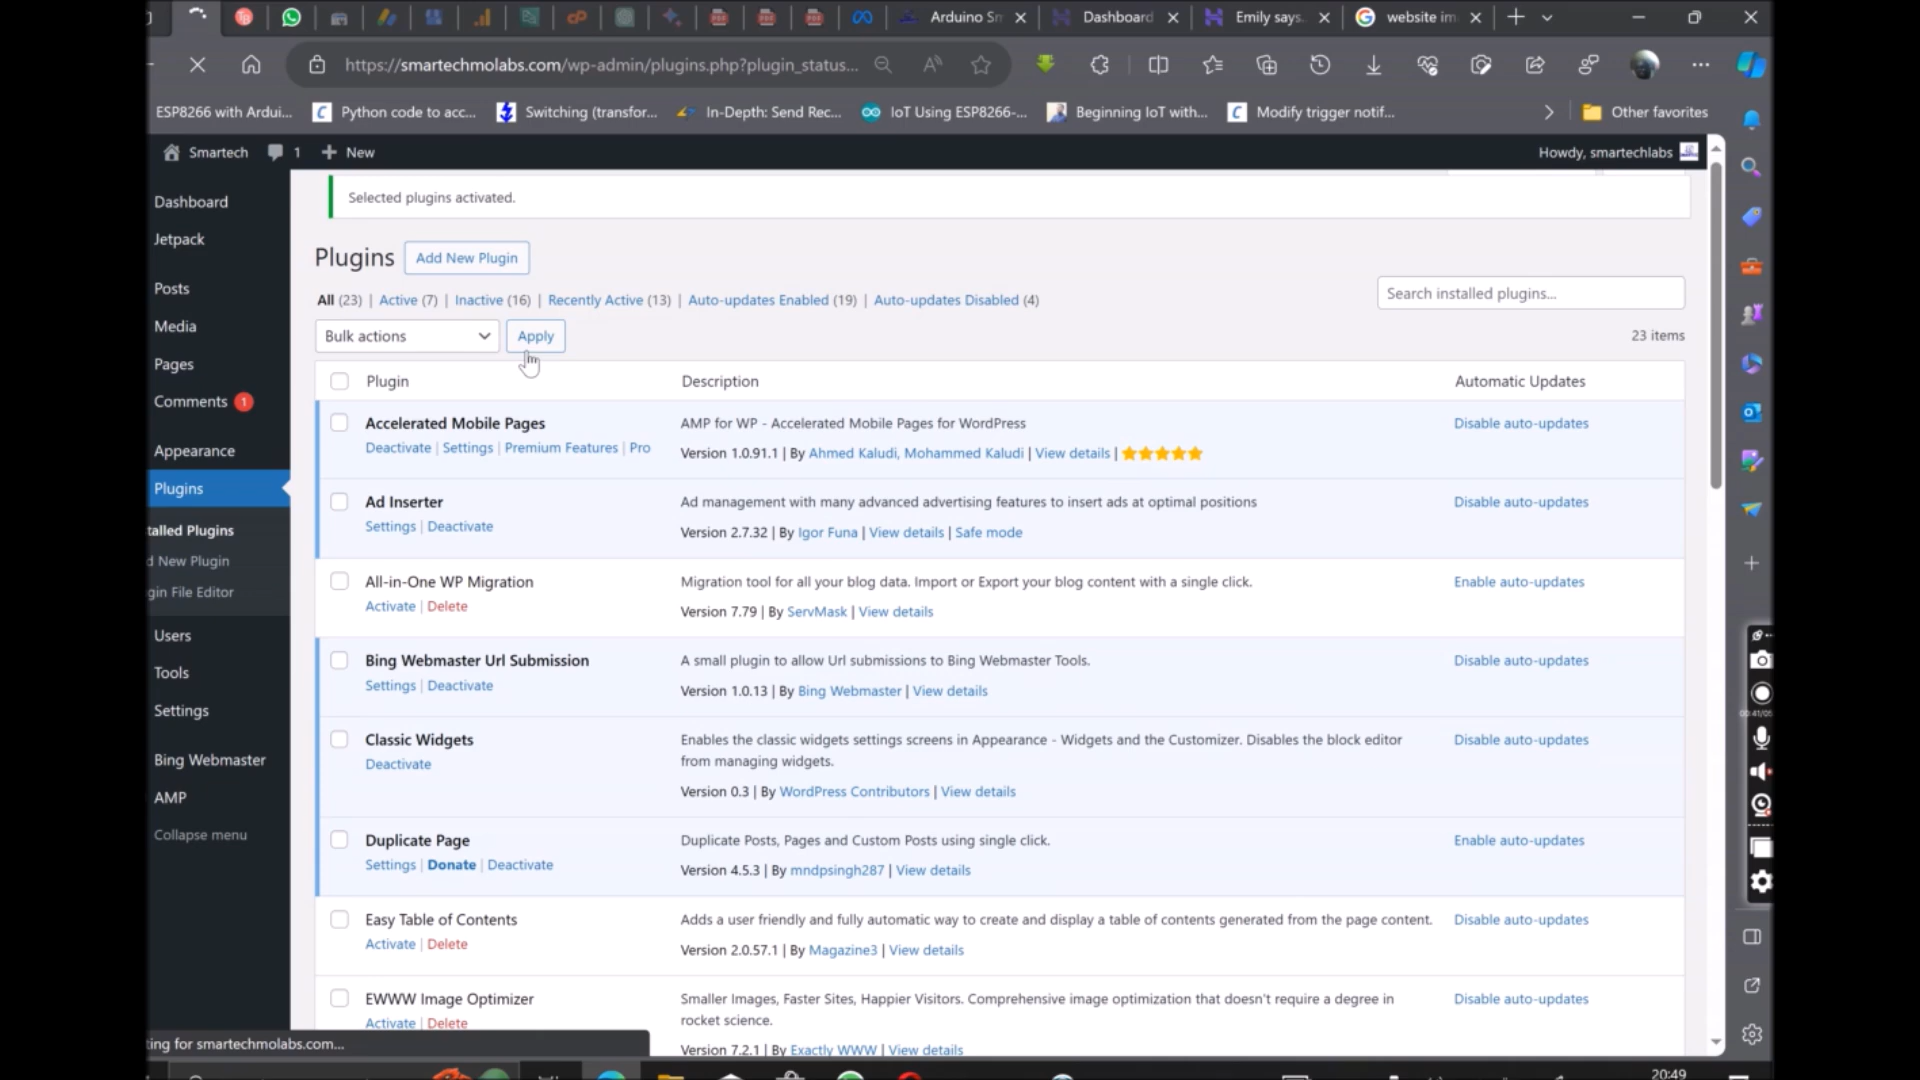 Arduino Sm
Dashboard
Emily says.
website im
https://smartechmolabs.com/wp-admin/plugins.php?plugin_status...
ESP8266 with Ardui...
Python code to acc...
Switching (transfor...
In-Depth: Send Rec...
IoT Using ESP8266-...
Beginning IoT with...
Modify trigger notif...
Other favorites
Smartech
1
New
Howdy, smartechlabs
Dashboard
Jetpack
Posts
Media
Pages
Comments 1
Appearance
Plugins
talled Plugins
d New Plugin
gin File Editor
Users
Tools
Settings
Bing Webmaster
AMP
Collapse menu
Selected plugins activated.
Plugins
Add New Plugin
All (23) | Active (7) | Inactive (16) | Recently Active (13) | Auto-updates Enabled (19) | Auto-updates Disabled (4)
Search installed plugins...
Bulk actions
Apply
23 items
Plugin
Description
Automatic Updates
Accelerated Mobile Pages
Deactivate | Settings | Premium Features | Pro
AMP for WP - Accelerated Mobile Pages for WordPress
Version 1.0.91.1 | By Ahmed Kaludi, Mohammed Kaludi | View details |
Disable auto-updates
Ad Inserter
Settings | Deactivate
Ad management with many advanced advertising features to insert ads at optimal positions
Version 2.7.32 | By Igor Funa | View details | Safe mode
Disable auto-updates
All-in-One WP Migration
Activate | Delete
Migration tool for all your blog data. Import or Export your blog content with a single click.
Version 7.79 | By ServMask | View details
Enable auto-updates
Bing Webmaster Url Submission
Settings | Deactivate
A small plugin to allow Url submissions to Bing Webmaster Tools.
Version 1.0.13 | By Bing Webmaster | View details
Disable auto-updates
Classic Widgets
Deactivate
Enables the classic widgets settings screens in Appearance - Widgets and the Customizer. Disables the block editor
from managing widgets.
Version 0.3 | By WordPress Contributors | View details
Disable auto-updates
Duplicate Page
Settings | Donate | Deactivate
Duplicate Posts, Pages and Custom Posts using single click.
Version 4.5.3 | By mndpsingh287 | View details
Enable auto-updates
Easy Table of Contents
Activate | Delete
Adds a user friendly and fully automatic way to create and display a table of contents generated from the page content.
Version 2.0.57.1 | By Magazine3 | View details
Disable auto-updates
EWWW Image Optimizer
Activate | Delete
Smaller Images, Faster Sites, Happier Visitors. Comprehensive image optimization that doesn't require a degree in
rocket science.
Version 7.2.1 | By Exactly WWW | View details
Disable auto-updates
ting for smartechmolabs.com...
20:49